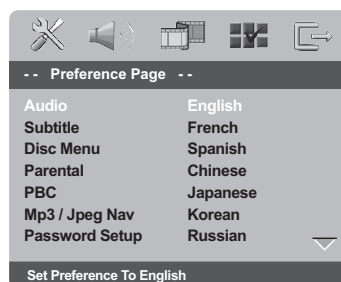 -- Preference Page --
Audio English
Subtitle French
Disc Menu Spanish
Parental Chinese
PBC Japanese
Mp3 / Jpeg Nav Korean
Password Setup Russian
Set Preference To English